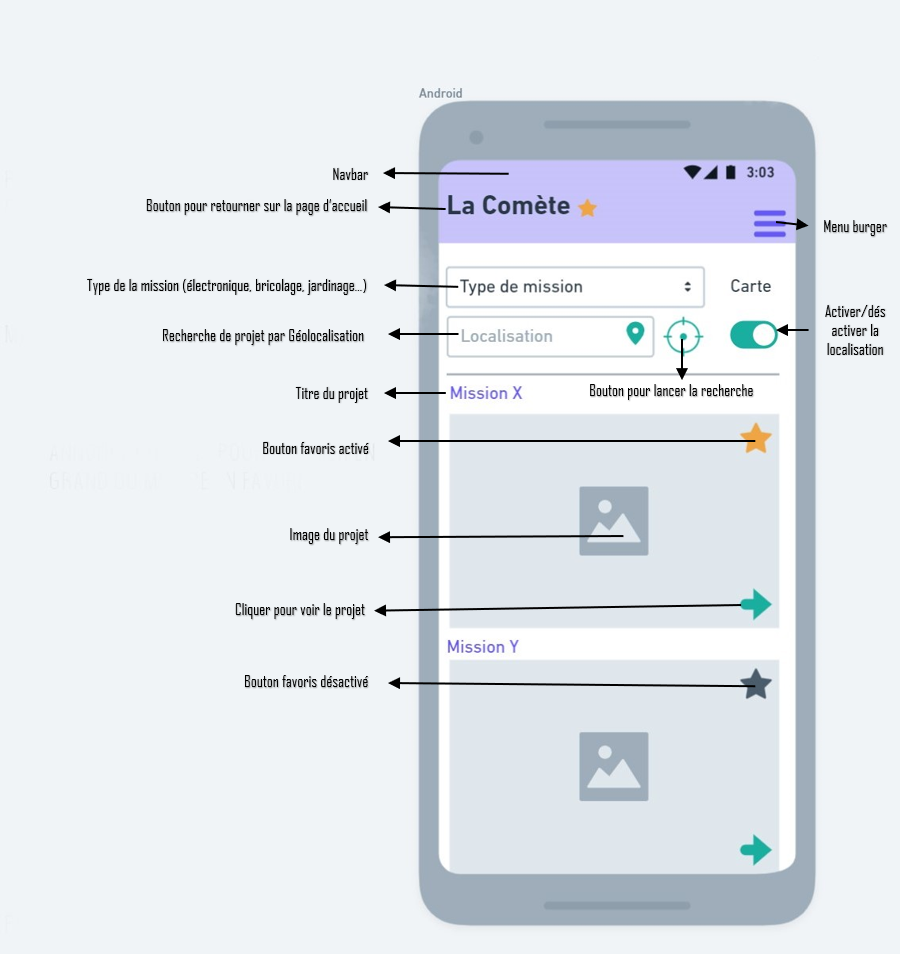 Android
Navbar
3:03
Bouton pour retourner sur la page d'accueil
La Comète
Menu burger
Type de la mission (électronique, bricolage, jardinage...)
Type de mission
Carte
Recherche de projet par Géolocalisation
Localisation
Activer/dés
activer la
localisation
Titre du projet
Mission X
Bouton pour lancer la recherche
Bouton favoris activé
Image du projet
Cliquer pour voir le projet
Mission Y
Bouton favoris désactivé